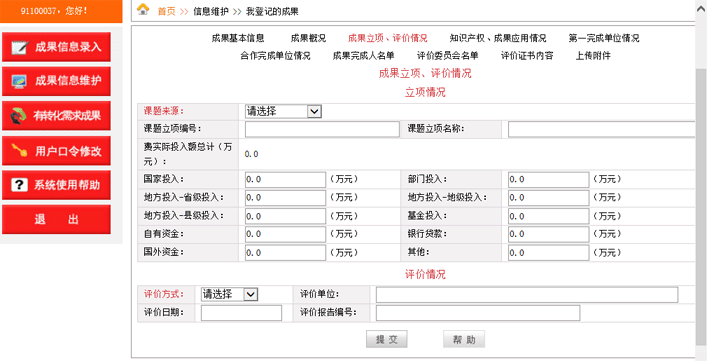 91100037，您好！
首页 >> 信息维护 >> 我登记的成果
成果信息录入
成果信息维护
有转化需求成果
用户口令修改
系统使用帮助
退 出
成果基本信息 成果概况 成果立项、评价情况 知识产权、成果应用情况 第一完成单位情况
合作完成单位情况 成果完成人名单 评价委员会名单 评价证书内容 上传附件
成果立项、评价情况
立项情况
课题来源： 请选择
课题立项编号： 课题立项名称：
费实际投入额总计（万
元）： 0.0
国家投入： 0.0 （万元） 部门投入： 0.0 （万元）
地方投入-省级投入： 0.0 （万元） 地方投入-地级投入： 0.0 （万元）
地方投入-县级投入： 0.0 （万元） 基金投入： 0.0 （万元）
自有资金： 0.0 （万元） 银行贷款： 0.0 （万元）
国外资金： 0.0 （万元） 其他： 0.0 （万元）
评价情况
评价方式： 请选择 评价单位：
评价日期： 评价报告编号：
提 交 帮 助